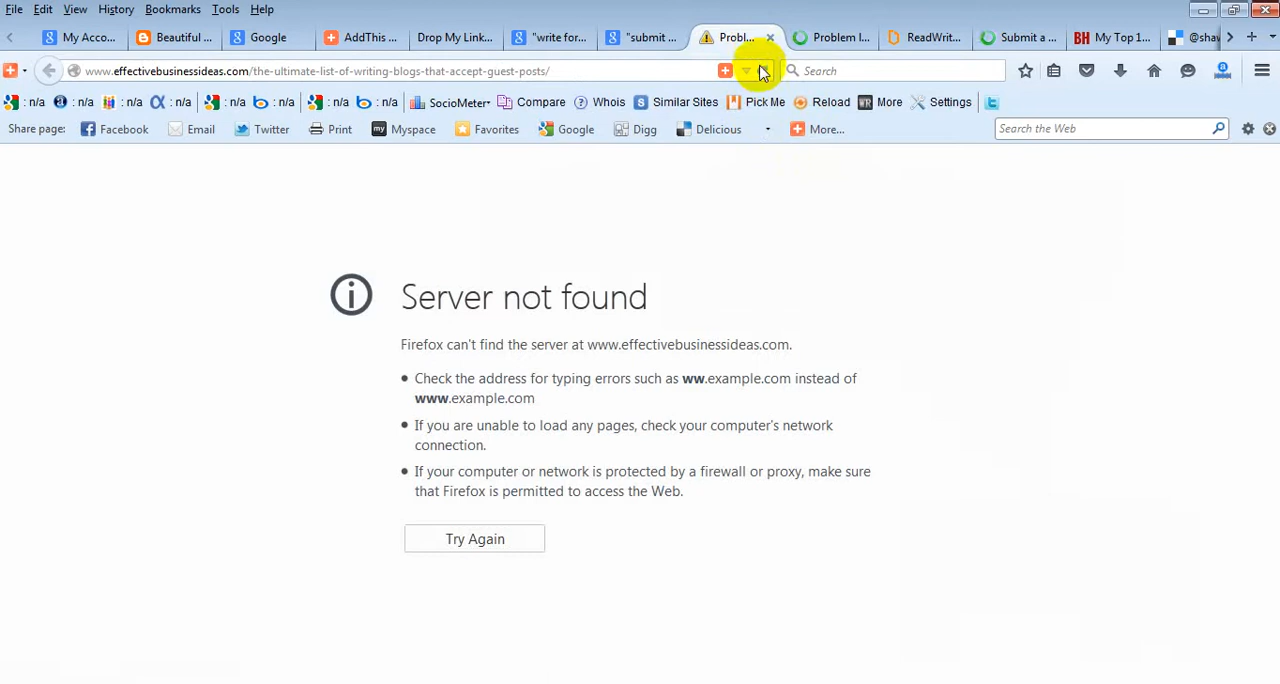 File Edit View History Bookmarks Tools Help
My Acco... Beautiful ... Google AddThis ... Drop My Link... "write for... "submit ... Probl... Problem l... ReadWrit... Submit a ... BH My Top 1...
www.effectivebusinessideas.com/the-ultimate-list-of-writing-blogs-that-accept-guest-posts/ Search
: n/a : n/a : n/a : n/a : n/a : n/a : n/a : n/a SocioMeter Compare Whois Similar Sites Pick Me Reload More Settings
Share page: Facebook Email Twitter Print Myspace Favorites Google Digg Delicious More... Search the Web
Server not found
Firefox can't find the server at www.effectivebusinessideas.com.
Check the address for typing errors such as ww.example.com instead of
www.example.com
If you are unable to load any pages, check your computer's network
connection.
If your computer or network is protected by a firewall or proxy, make sure
that Firefox is permitted to access the Web.
Try Again